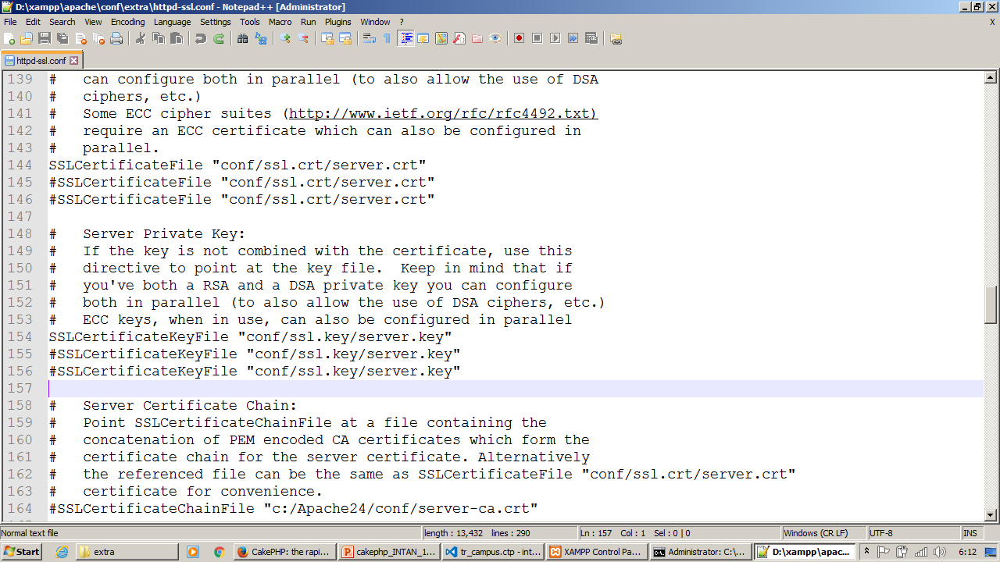 D:\xampp\apache\conf\extra\httpd-ssl.conf - Notepad++ [Administrator]
File Edit Search View Encoding Language Settings Tools Macro Run Plugins Window ? X
httpd-ssl.conf
139 #   can configure both in parallel (to also allow the use of DSA
140 #   ciphers, etc.)
141 #   Some ECC cipher suites (http://www.ietf.org/rfc/rfc4492.txt)
142 #   require an ECC certificate which can also be configured in
143 #   parallel.
144 SSLCertificateFile "conf/ssl.crt/server.crt"
145 #SSLCertificateFile "conf/ssl.crt/server.crt"
146 #SSLCertificateFile "conf/ssl.crt/server.crt"
147
148 #   Server Private Key:
149 #   If the key is not combined with the certificate, use this
150 #   directive to point at the key file.  Keep in mind that if
151 #   you've both a RSA and a DSA private key you can configure
152 #   both in parallel (to also allow the use of DSA ciphers, etc.)
153 #   ECC keys, when in use, can also be configured in parallel
154 SSLCertificateKeyFile "conf/ssl.key/server.key"
155 #SSLCertificateKeyFile "conf/ssl.key/server.key"
156 #SSLCertificateKeyFile "conf/ssl.key/server.key"
157
158 #   Server Certificate Chain:
159 #   Point SSLCertificateChainFile at a file containing the
160 #   concatenation of PEM encoded CA certificates which form the
161 #   certificate chain for the server certificate. Alternatively
162 #   the referenced file can be the same as SSLCertificateFile "conf/ssl.crt/server.crt"
163 #   certificate for convenience.
164 #SSLCertificateChainFile "c:/Apache24/conf/server-ca.crt"
Normal text file length : 13,432 lines : 290 Ln : 157 Col : 1 Sel : 0 | 0 Windows (CR LF) UTF-8 INS
Start extra CakePHP: the rapi... cakephp_INTAN_1... tr_campus.ctp - int... XAMPP Control Pa... Administrator: C:\... D:\xampp\apac... 6:12